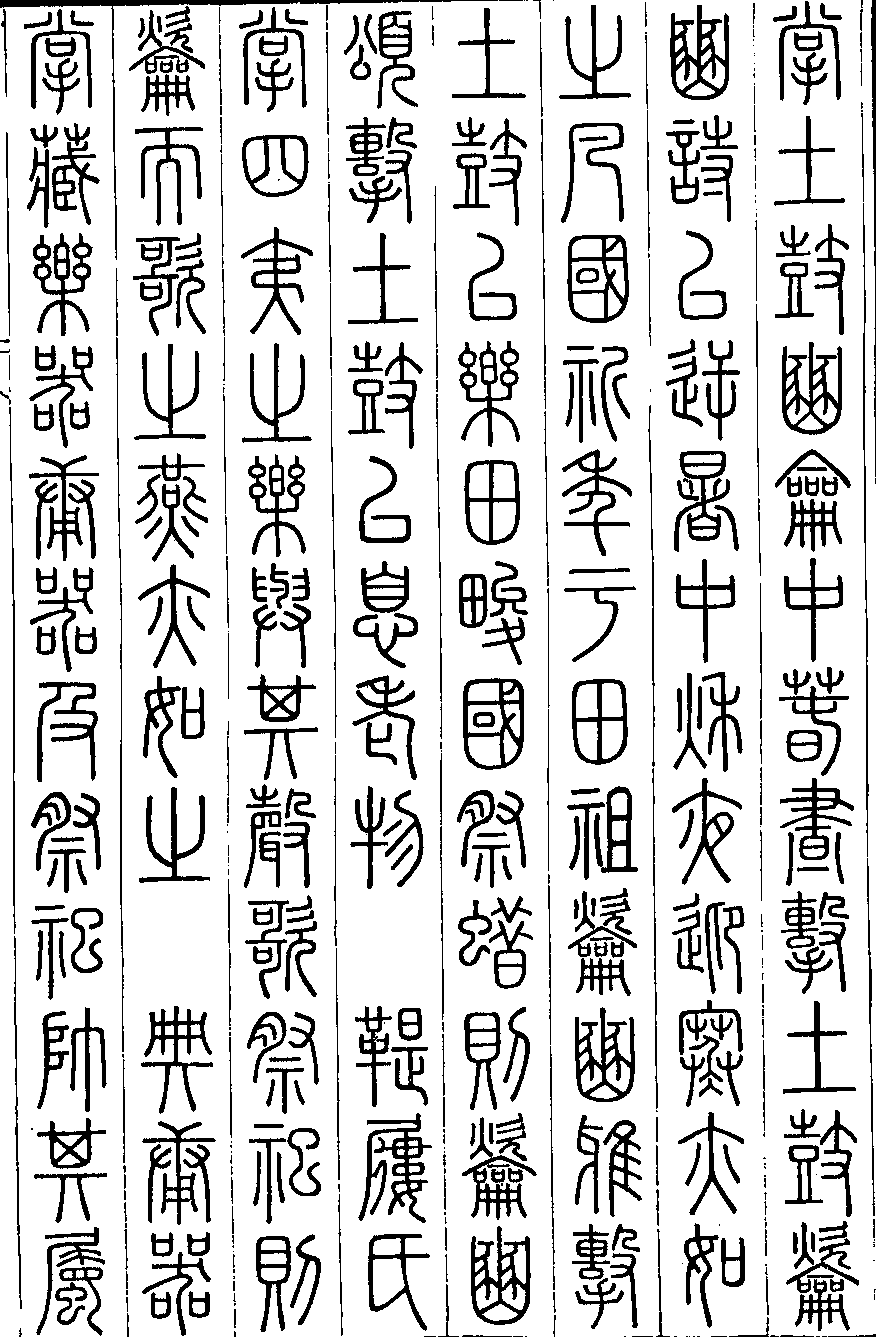 掌土鼓豳籥中春晝擊土鼓龡
豳詩以逆暑中秋夜迎寒亦如
之凡國祈年于田祖龡豳雅擊
土鼓以樂田畯國祭蜡則龡豳
頌擊土鼓以息老物　鞮鞻氏
掌四夷之樂與其聲歌祭祀則
龡而歌之燕亦如之　典庸器
掌藏樂器庸器及祭祀帥其屬